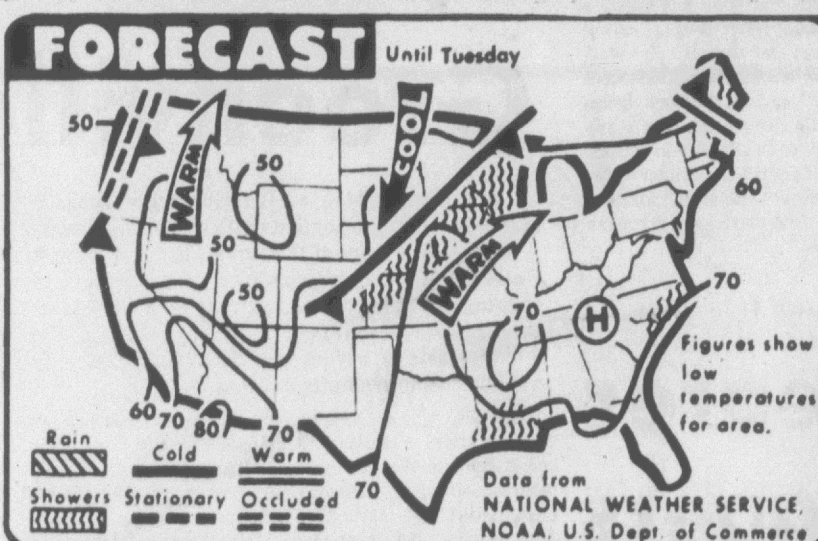 FORECAST Until Tuesday
COOL
WARM
WARM
H
50
50
50
50
60
70
70
60
70
80
70
70
Figures show
low
temperatures
for area.
Rain Cold Warm
Showers Stationary Occluded
Data from
NATIONAL WEATHER SERVICE,
NOAA, U.S. Dept. of Commerce